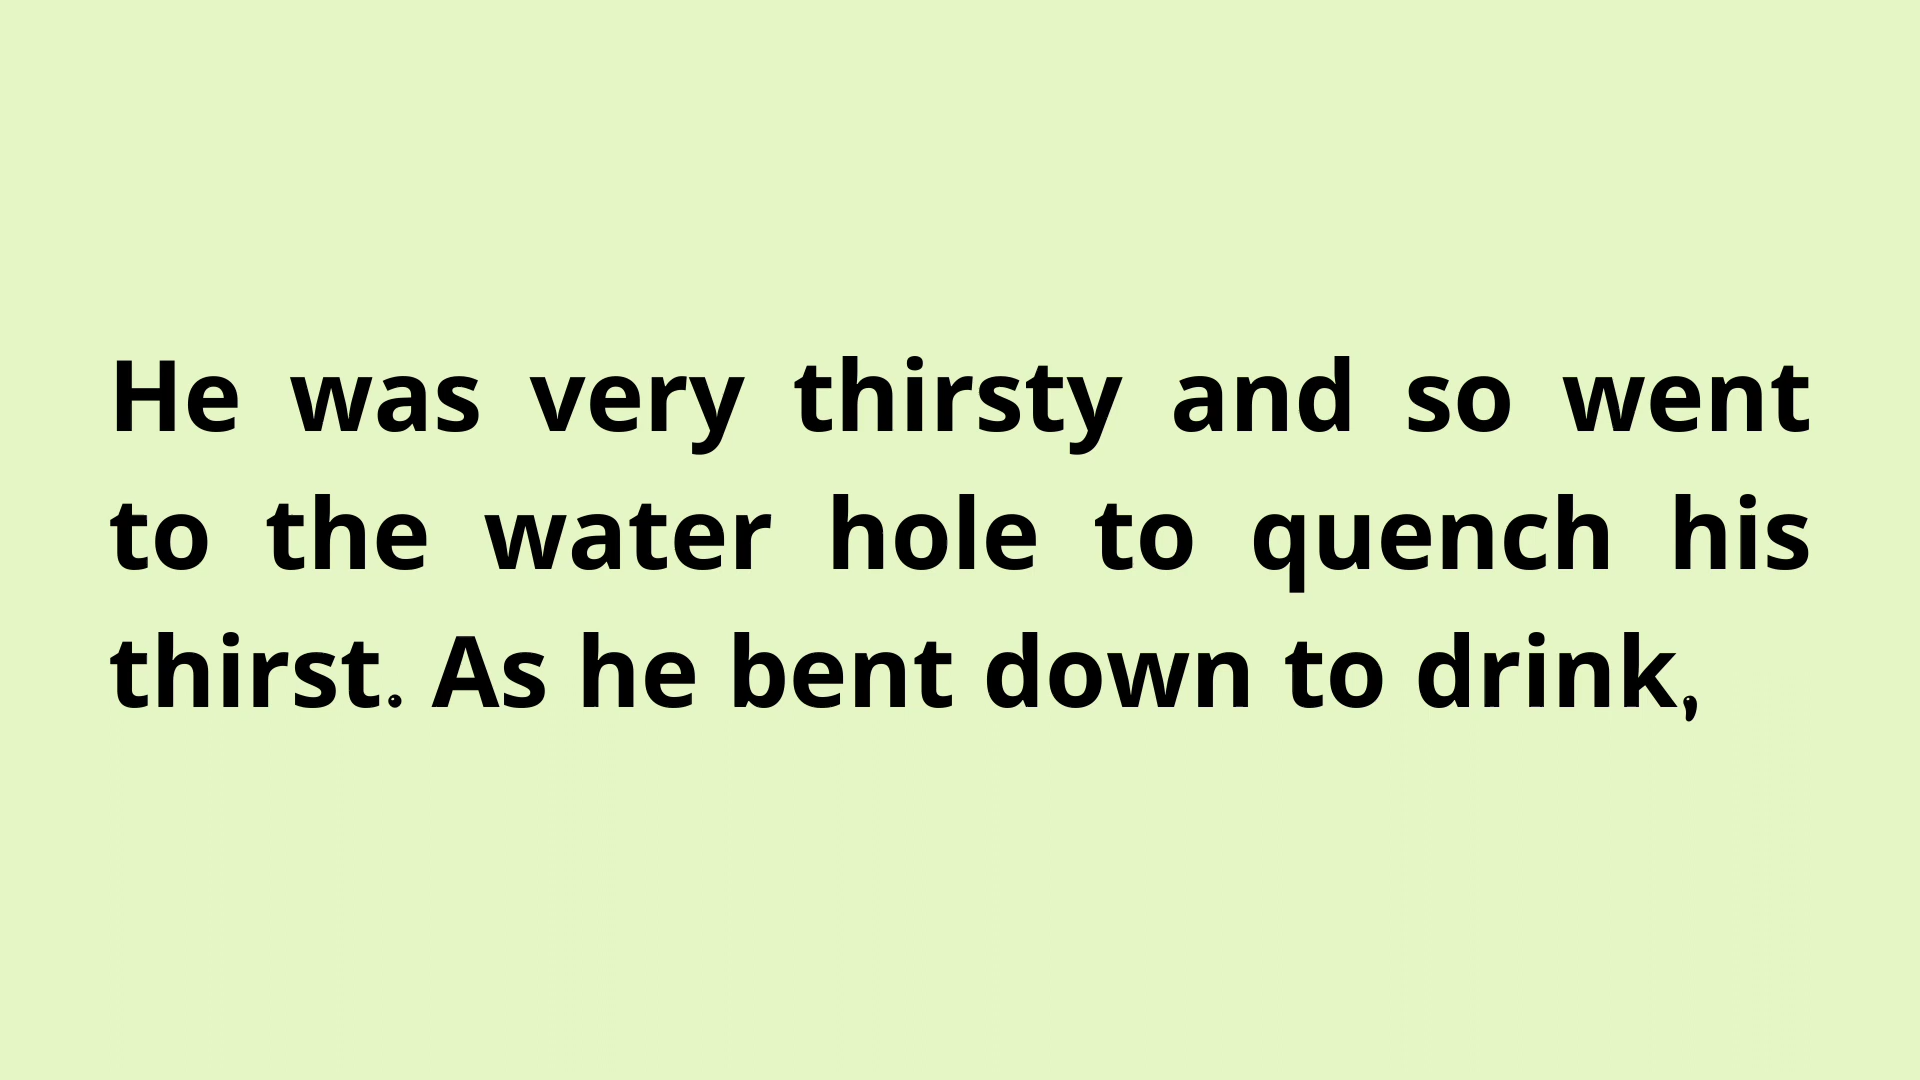 He was very thirsty and so went
to the water hole to quench his
thirst. As he bent down to drink,